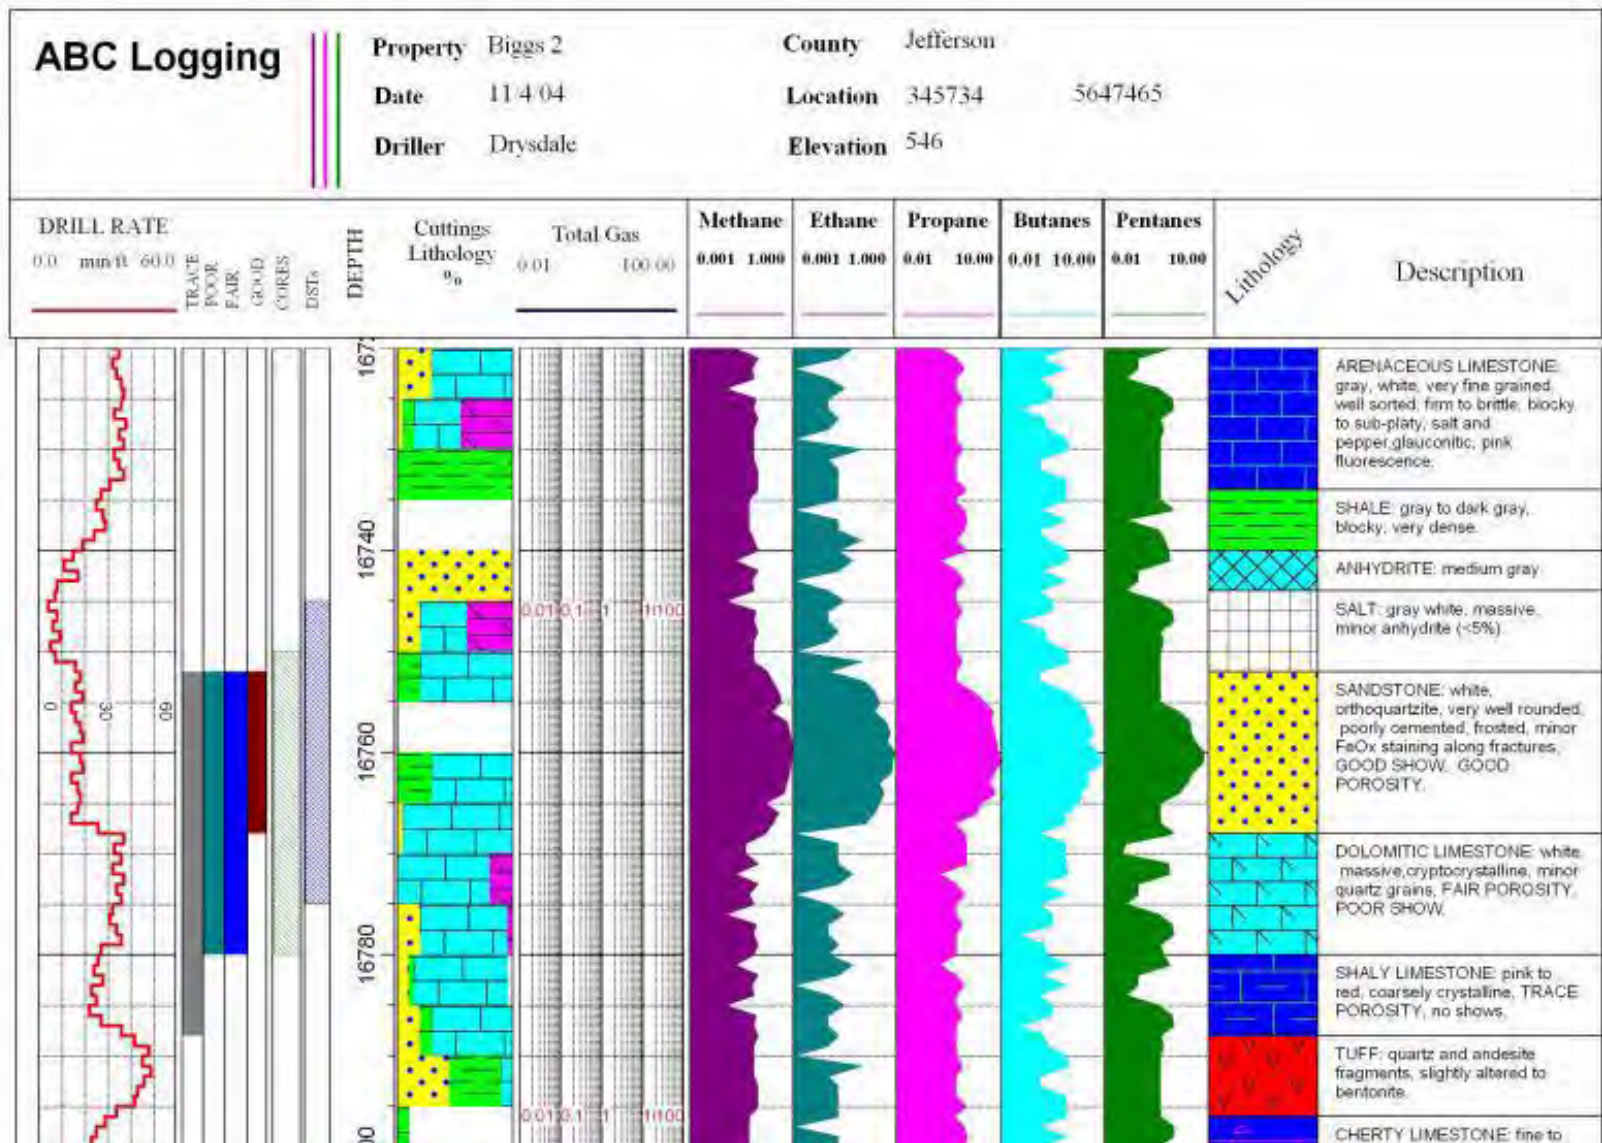 ABC Logging
Property Biggs 2
County Jefferson
Date 11 4 04
Location 345734 5647465
Driller Drysdale
Elevation 546
DRILL RATE
0.0 min/ft 60.0
TRACE
POOR
FAIR
GOOD
CORES
DSTs
DEPTH
Cuttings
Lithology
%
Total Gas
0.01 100.00
Methane
0.001 1.000
Ethane
0.001 1.000
Propane
0.01 10.00
Butanes
0.01 10.00
Pentanes
0.01 10.00
Lithology
Description
ARENACEOUS LIMESTONE:
gray, white, very fine grained,
well sorted, firm to brittle, blocky
to sub-platy, salt and
pepper,glauconitic, pink
fluorescence.
SHALE: gray to dark gray,
blocky, very dense.
16740
ANHYDRITE: medium gray
0.01 0.1 1 1 100
SALT: gray white, massive,
minor anhydrite (<5%)
0 30 60
SANDSTONE: white,
orthoquartzite, very well rounded,
poorly cemented, frosted, minor
FeOx staining along fractures,
GOOD SHOW. GOOD
POROSITY.
16760
DOLOMITIC LIMESTONE: white
massive,cryptocrystalline, minor
quartz grains, FAIR POROSITY.
POOR SHOW.
16780
SHALY LIMESTONE: pink to
red, coarsely crystalline, TRACE
POROSITY, no shows.
TUFF: quartz and andesite
fragments, slightly altered to
bentonite.
0.01 0.1 1 1 100
CHERTY LIMESTONE: fine to